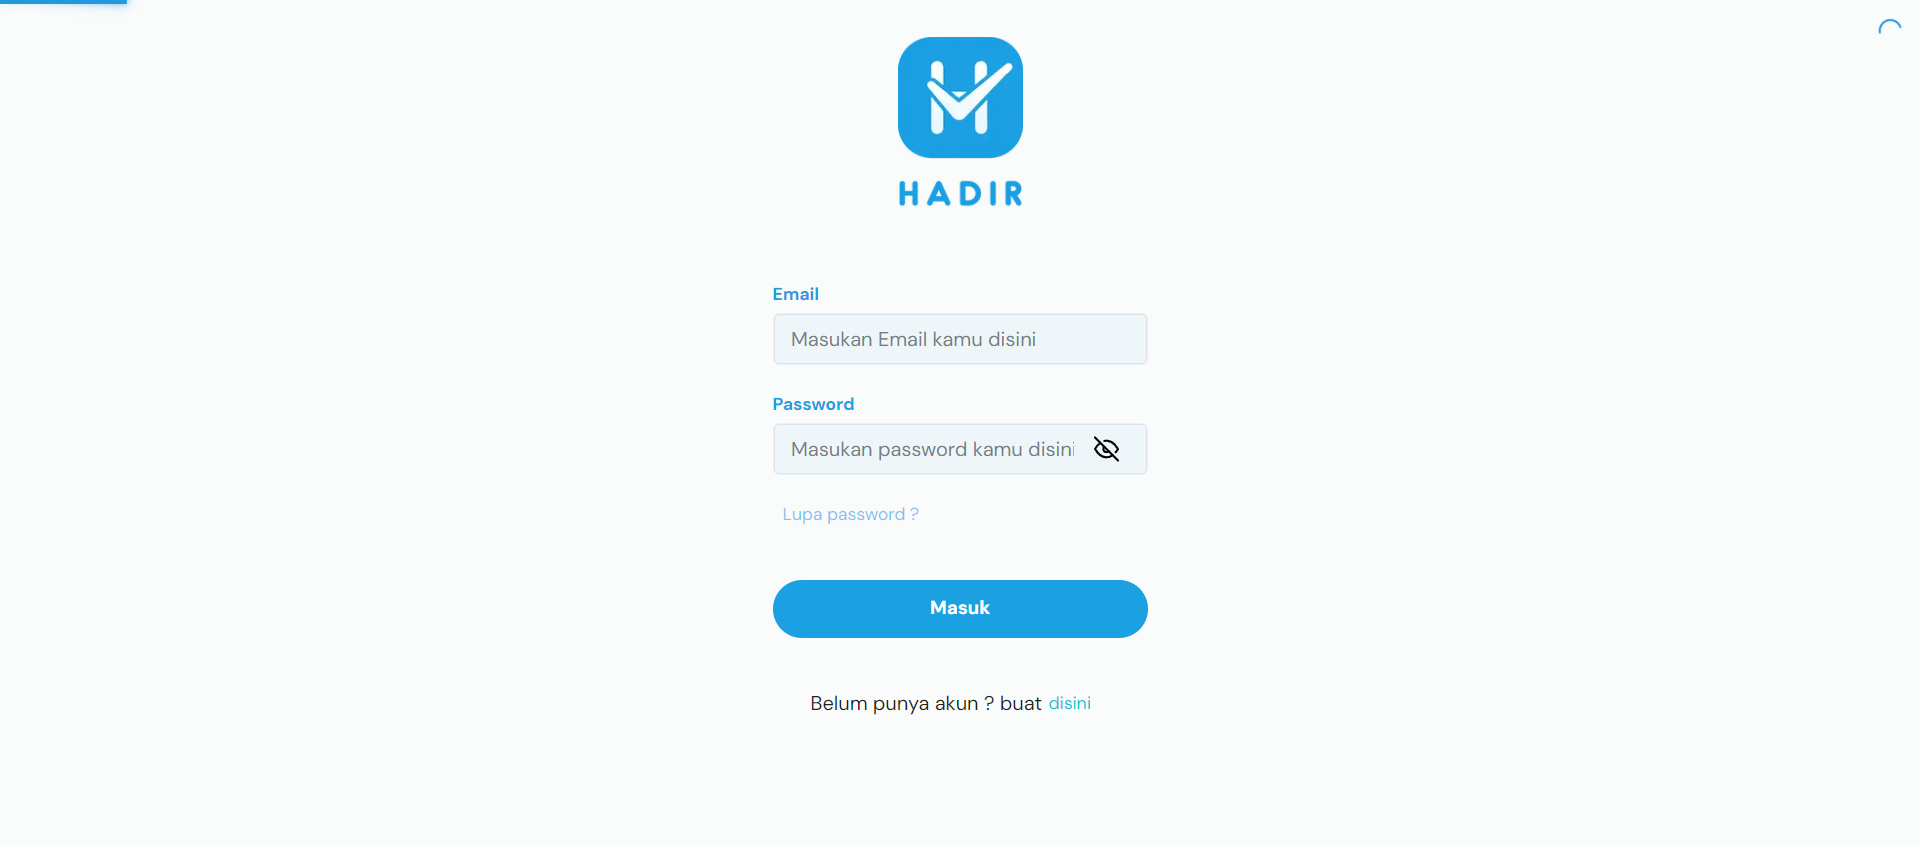 HADIR
Email
Masukan Email kamu disini
Password
Masukan password kamu disini
Lupa password ?
Masuk
Belum punya akun ? buat disini